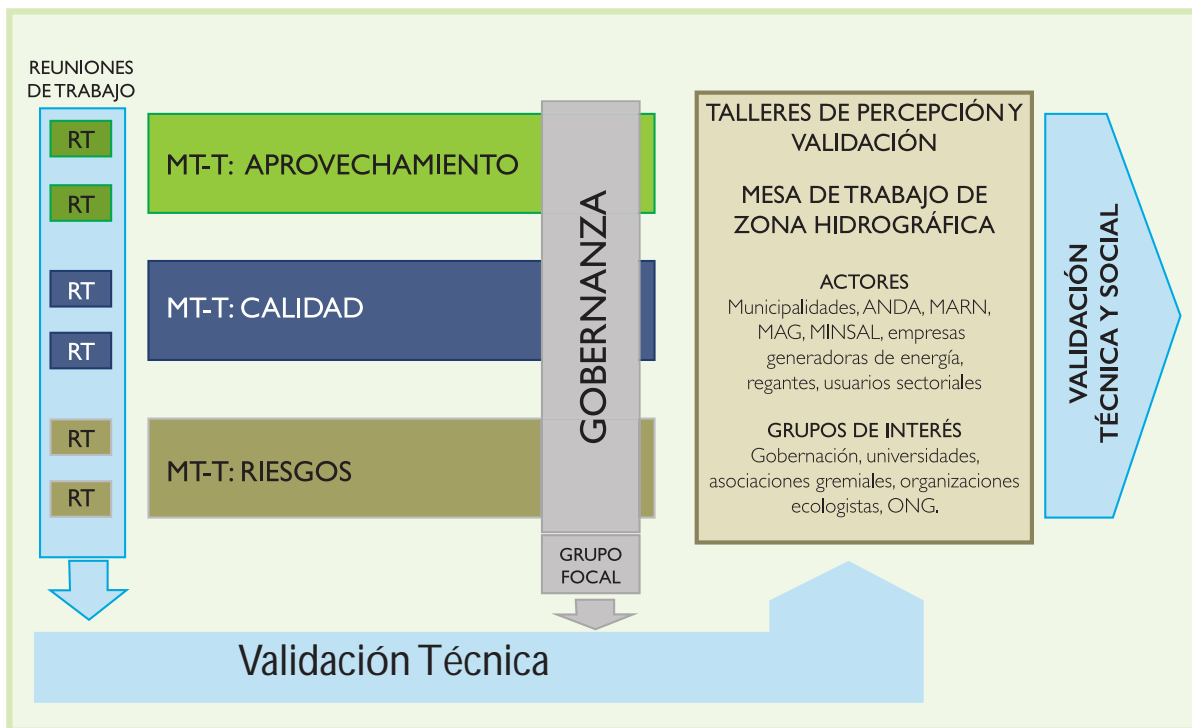 REUNIONES
DE TRABAJO
RT
RT
RT
RT
RT
RT
MT-T: APROVECHAMIENTO
MT-T: CALIDAD
MT-T: RIESGOS
GOBERNANZA
GRUPO
FOCAL
TALLERES DE PERCEPCIÓN Y
VALIDACIÓN
MESA DE TRABAJO DE
ZONA HIDROGRÁFICA
ACTORES
Municipalidades, ANDA, MARN,
MAG, MINSAL, empresas
generadoras de energía,
regantes, usuarios sectoriales
GRUPOS DE INTERÉS
Gobernación, universidades,
asociaciones gremiales, organizaciones
ecologistas, ONG.
VALIDACIÓN
TÉCNICA Y SOCIAL
Validación Técnica